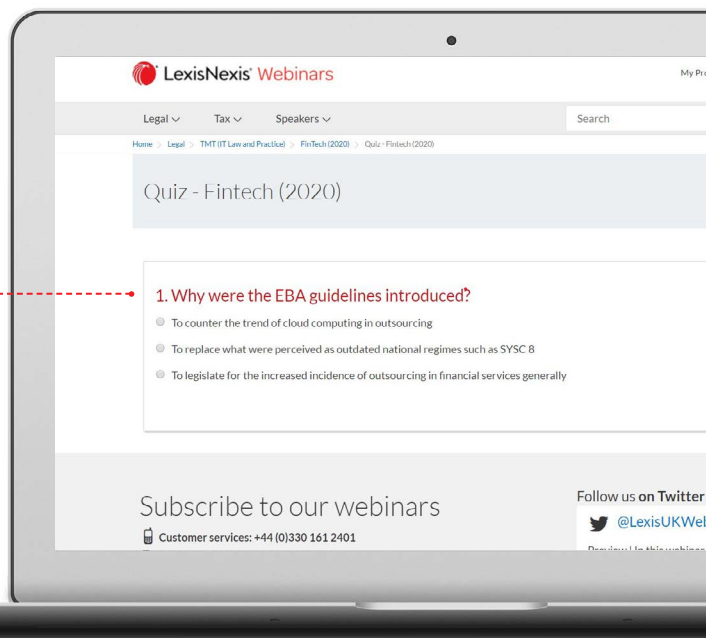 LexisNexis® Webinars
My Pro
Legal
Tax
Speakers
Search
Home > Legal > TMT (IT Law and Practice) > FinTech (2020) > Quiz - Fintech (2020)
Quiz - Fintech (2020)
1. Why were the EBA guidelines introduced?
To counter the trend of cloud computing in outsourcing
To replace what were perceived as outdated national regimes such as SYSC 8
To legislate for the increased incidence of outsourcing in financial services generally
Subscribe to our webinars
Follow us on Twitter
Customer services: +44 (0)330 161 2401
@LexisUKWeb